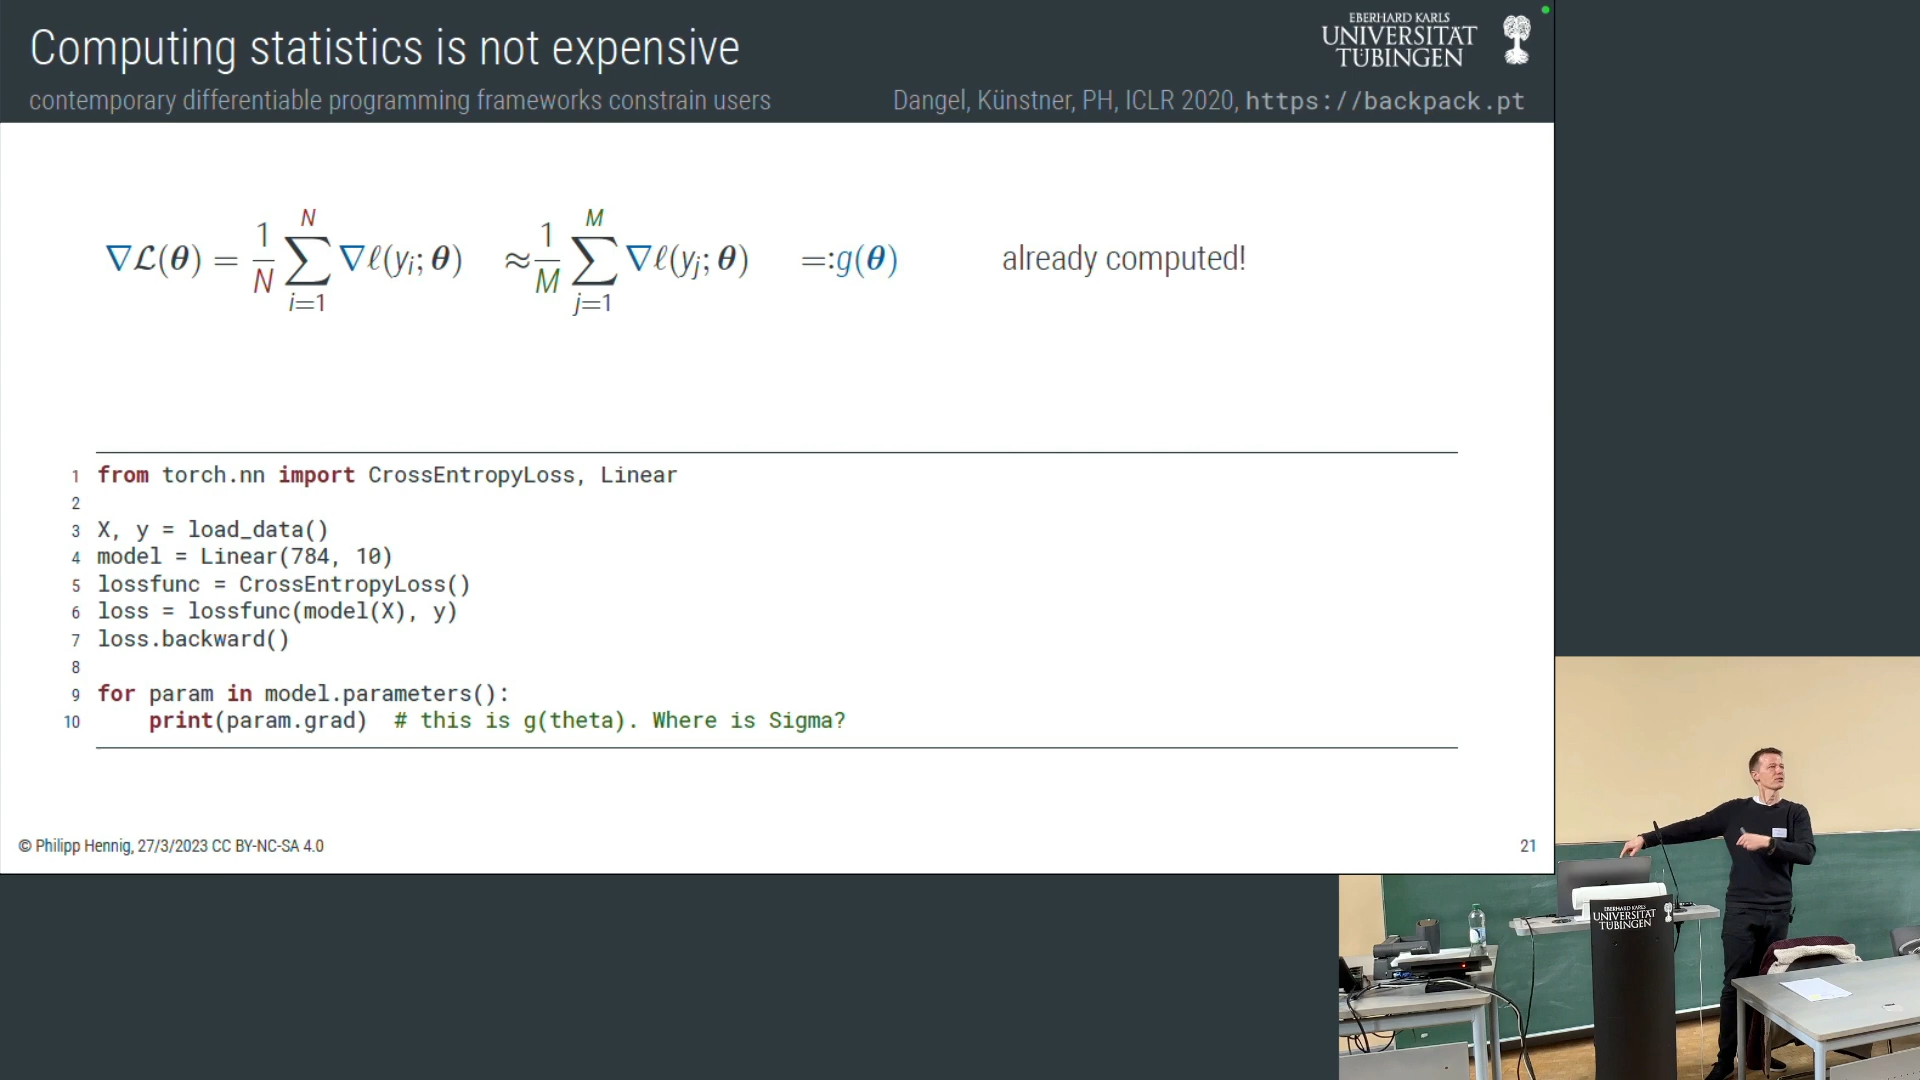 Computing statistics is not expensive
contemporary differentiable programming frameworks constrain users
Dangel, Künstner, PH, ICLR 2020, https://backpack.pt
EBERHARD KARLS
UNIVERSITÄT
TÜBINGEN
∇𝓛(θ) = 1/N ∑_{i=1}^{N} ∇ℓ(y_i; θ) ≈ 1/M ∑_{j=1}^{M} ∇ℓ(y_j; θ) =: g(θ) already computed!
1 from torch.nn import CrossEntropyLoss, Linear
2
3 X, y = load_data()
4 model = Linear(784, 10)
5 lossfunc = CrossEntropyLoss()
6 loss = lossfunc(model(X), y)
7 loss.backward()
8
9 for param in model.parameters():
10 print(param.grad) # this is g(theta). Where is Sigma?
© Philipp Hennig, 27/3/2023 CC BY-NC-SA 4.0
21
EBERHARD KARLS
UNIVERSITÄT
TÜBINGEN